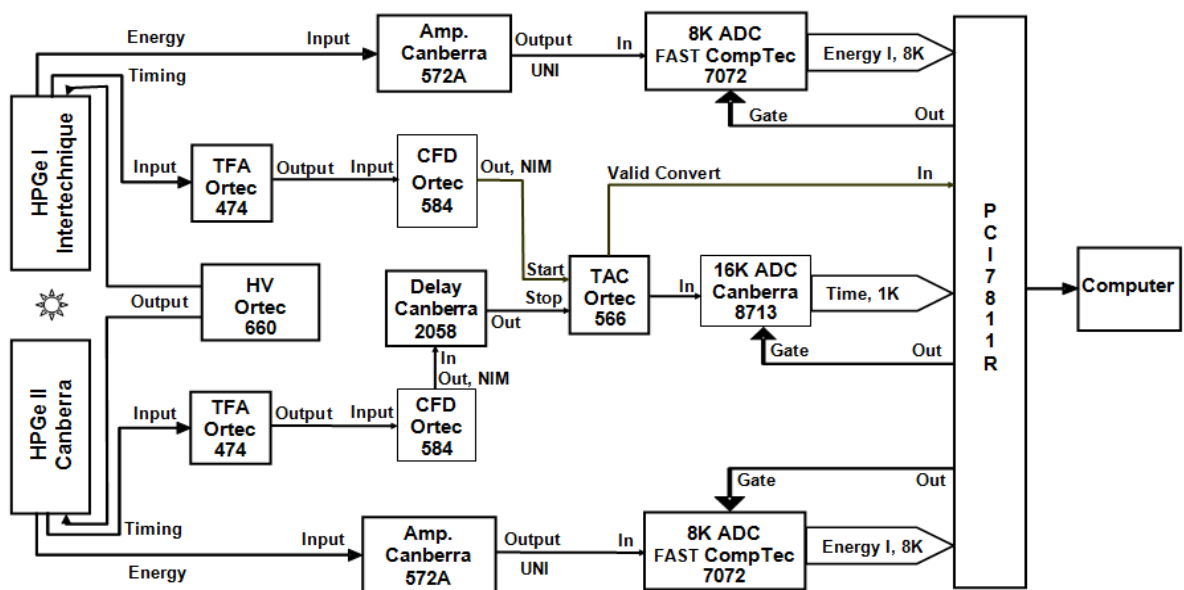 Energy
Timing
Input
Amp.
Canberra
572A
Output
UNI
In
8K ADC
FAST CompTec
7072
Energy I, 8K
Gate
Out
HPGe I
Intertechnique
Input
TFA
Ortec
474
Output
Input
CFD
Ortec
584
Out, NIM
Valid Convert
In
Start
Stop
TAC
Ortec
566
In
16K ADC
Canberra
8713
Time, 1K
Gate
Out
HV
Ortec
660
Output
Delay
Canberra
2058
Out
In
Out, NIM
HPGe II
Canberra
Input
TFA
Ortec
474
Output
Input
CFD
Ortec
584
Timing
Energy
Input
Amp.
Canberra
572A
Output
UNI
In
8K ADC
FAST CompTec
7072
Gate
Out
Energy I, 8K
PCI7811R
Computer